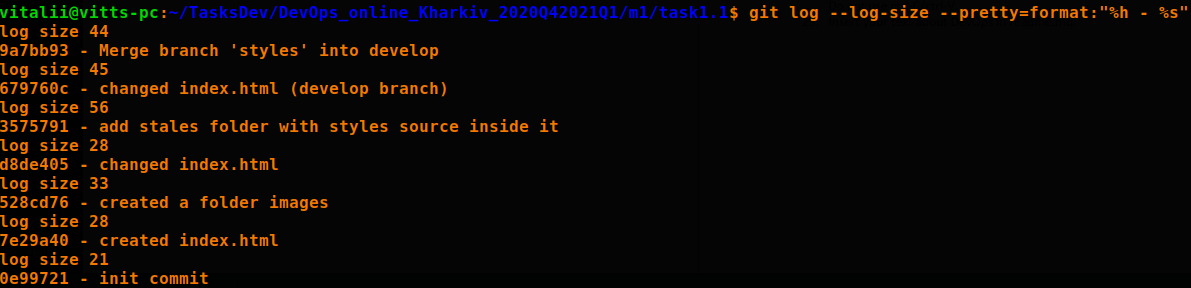 vitalii@vitts-pc:~/TasksDev/DevOps_online_Kharkiv_2020Q42021Q1/m1/task1.1$ git log --log-size --pretty=format:"%h - %s"
log size 44
9a7bb93 - Merge branch 'styles' into develop
log size 45
679760c - changed index.html (develop branch)
log size 56
3575791 - add stales folder with styles source inside it
log size 28
d8de405 - changed index.html
log size 33
528cd76 - created a folder images
log size 28
7e29a40 - created index.html
log size 21
0e99721 - init commit